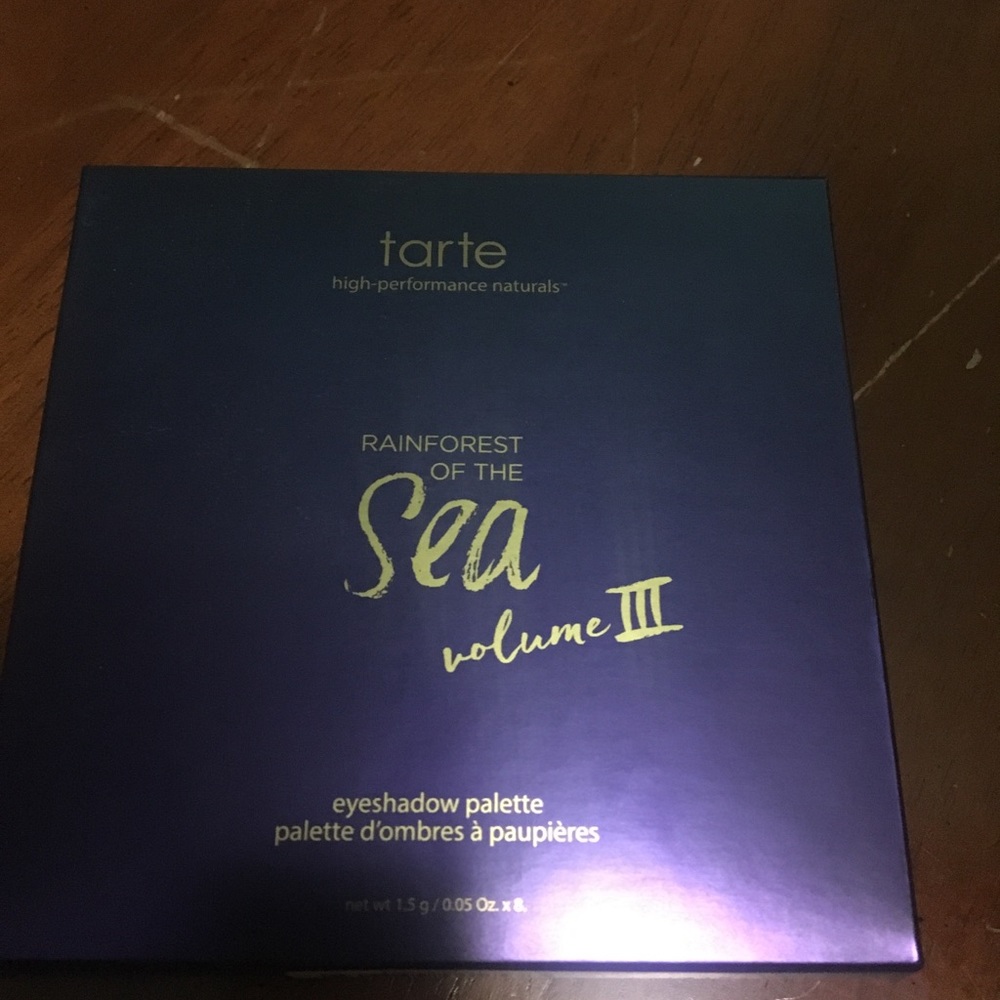 tarte
high-performance naturals™
RAINFOREST
OF THE
Sea
volume III
eyeshadow palette
palette d'ombres à paupières
net wt 1.5 g / 0.05 Oz. x 8.